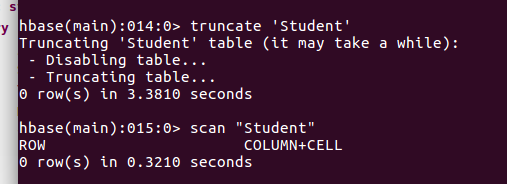 s
ry
hbase(main):014:0> truncate 'Student'
Truncating 'Student' table (it may take a while):
 - Disabling table...
 - Truncating table...
0 row(s) in 3.3810 seconds
hbase(main):015:0> scan "Student"
ROW                   COLUMN+CELL
0 row(s) in 0.3210 seconds